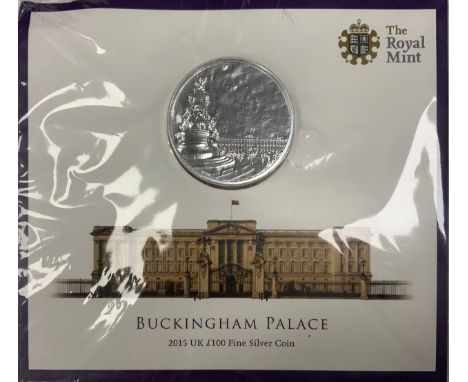 The
Royal
Mint
BUCKINGHAM PALACE
2015 UK £100 Fine Silver Coin